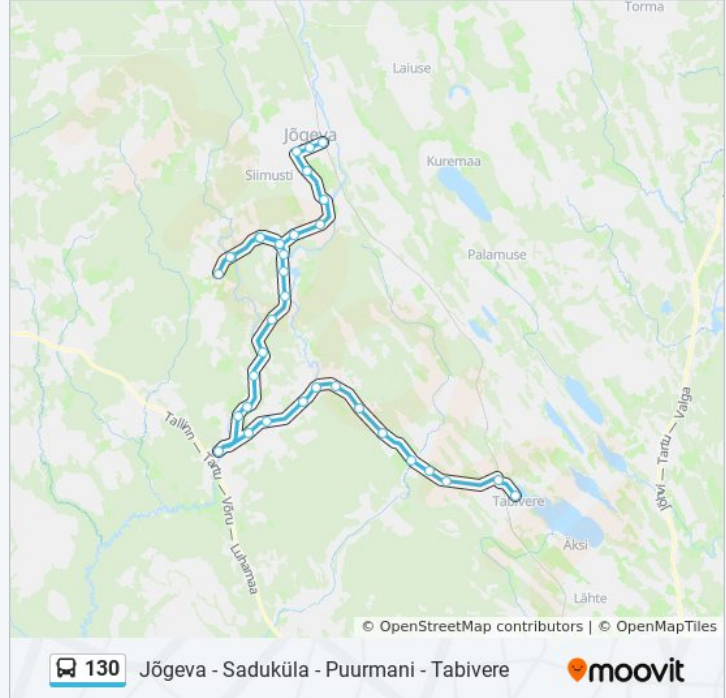 Torma
Laiuse
Jõgeva
Kuremaa
Siimusti
Palamuse
Tallinn — Tartu — Võru — Luhamaa
Jõhvi — Tartu — Valga
Tabivere
Äksi
Lähte
© OpenStreetMap contributors | © OpenMapTiles
130 Jõgeva - Saduküla - Puurmani - Tabivere
moovit